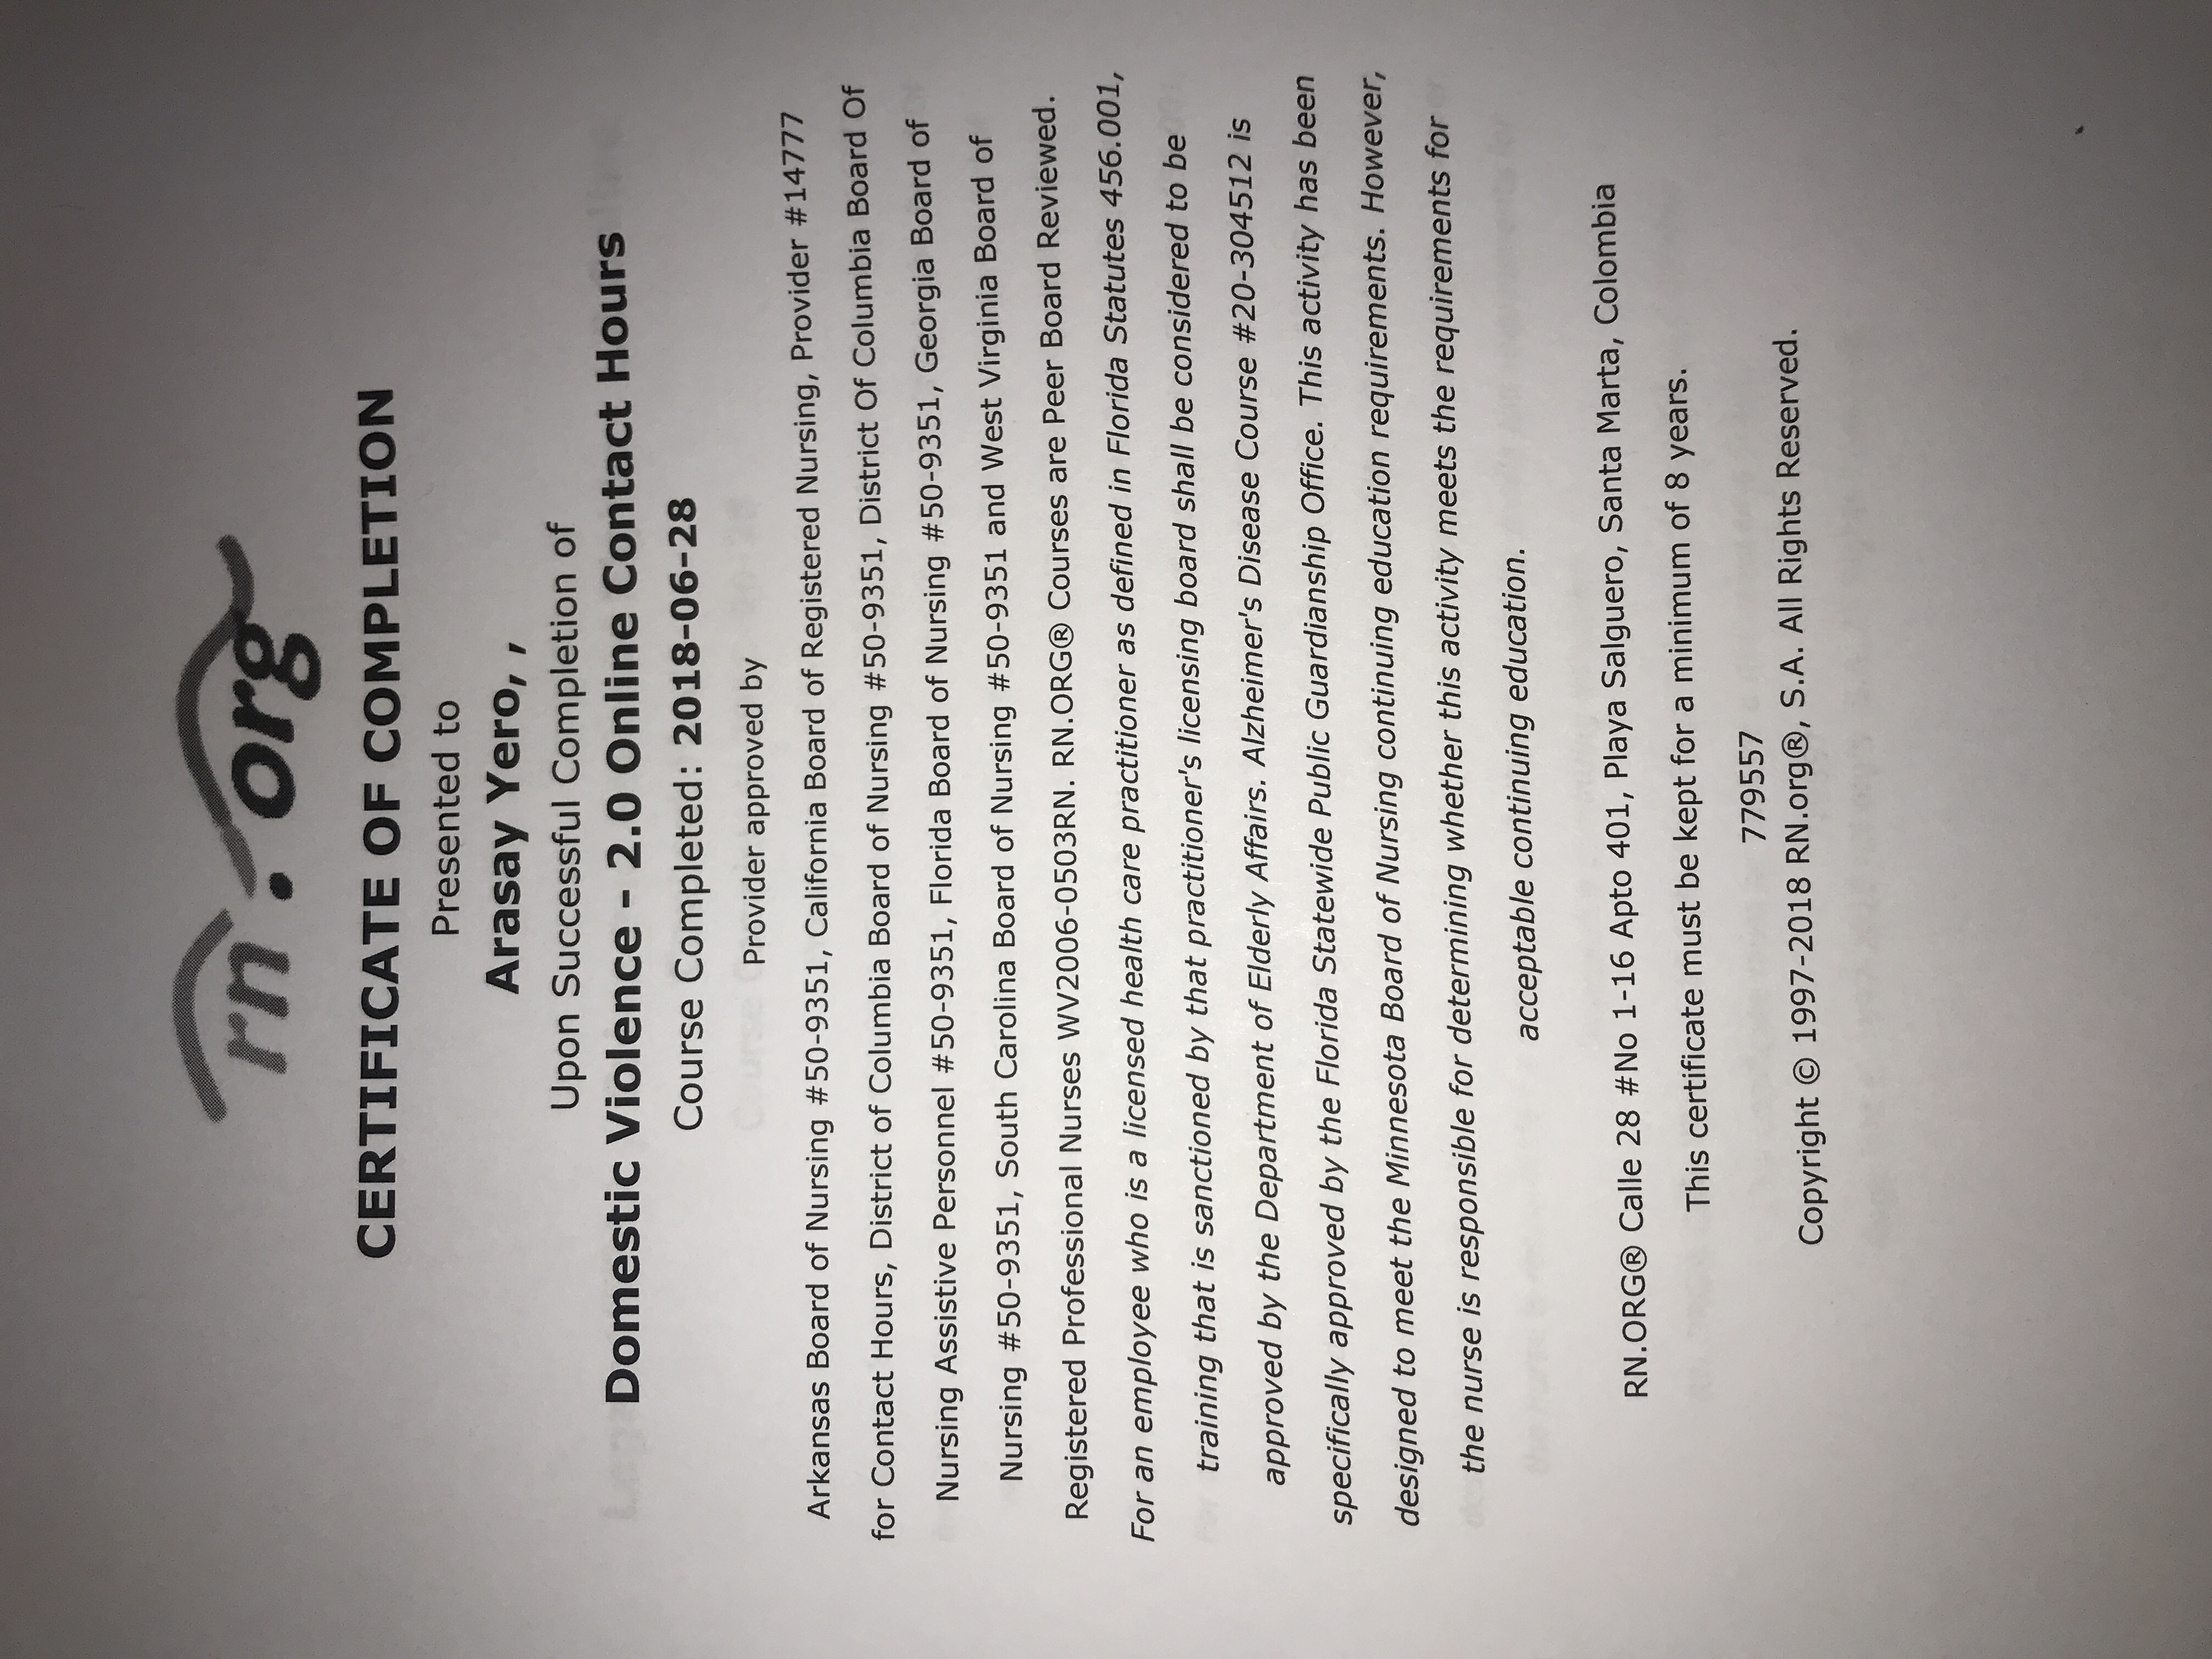 rn.org
CERTIFICATE OF COMPLETION
Presented to
Arasay Yero, ,
Upon Successful Completion of
Domestic Violence - 2.0 Online Contact Hours
Course Completed: 2018-06-28
Provider approved by
Arkansas Board of Nursing #50-9351, California Board of Registered Nursing, Provider #14777
for Contact Hours, District of Columbia Board of Nursing #50-9351, District Of Columbia Board Of
Nursing Assistive Personnel #50-9351, Florida Board of Nursing #50-9351, Georgia Board of
Nursing #50-9351, South Carolina Board of Nursing #50-9351 and West Virginia Board of
Registered Professional Nurses WV2006-0503RN. RN.ORG® Courses are Peer Board Reviewed.
For an employee who is a licensed health care practitioner as defined in Florida Statutes 456.001,
training that is sanctioned by that practitioner's licensing board shall be considered to be
approved by the Department of Elderly Affairs. Alzheimer's Disease Course #20-304512 is
specifically approved by the Florida Statewide Public Guardianship Office. This activity has been
designed to meet the Minnesota Board of Nursing continuing education requirements. However,
the nurse is responsible for determining whether this activity meets the requirements for
acceptable continuing education.
RN.ORG® Calle 28 #No 1-16 Apto 401, Playa Salguero, Santa Marta, Colombia
This certificate must be kept for a minimum of 8 years.
779557
Copyright © 1997-2018 RN.org®, S.A. All Rights Reserved.